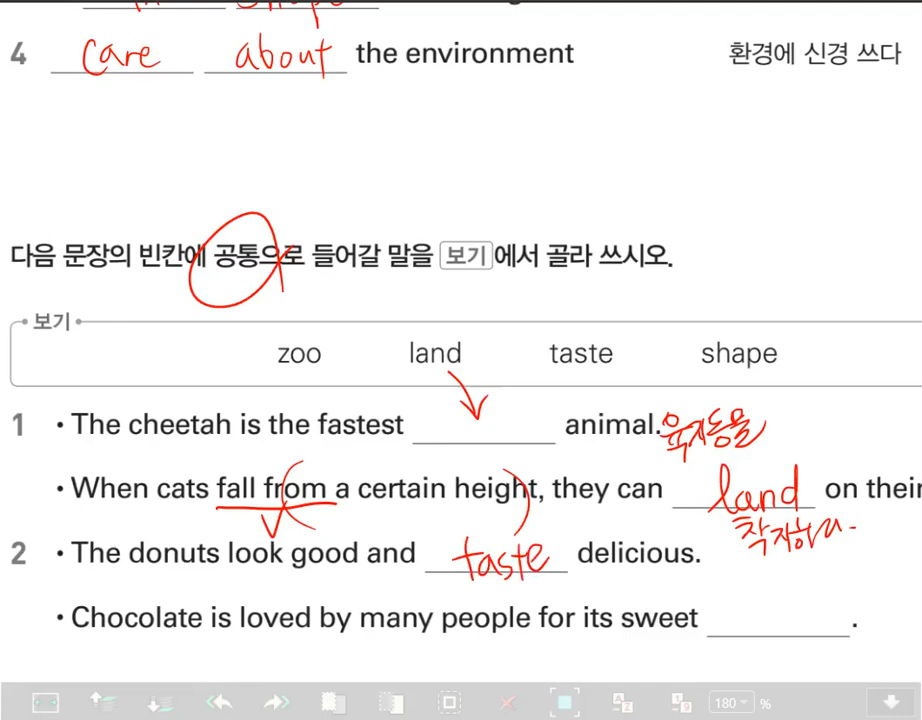 4 care about the environment 환경에 신경 쓰다
다음 문장의 빈칸에 공통으로 들어갈 말을 보기 에서 골라 쓰시오.
보기
zoo land taste shape
1 • The cheetah is the fastest ______ animal. 육지동물
• When cats fall from a certain height, they can land on their
착지하다.
2 • The donuts look good and taste delicious.
• Chocolate is loved by many people for its sweet ______.
180 %